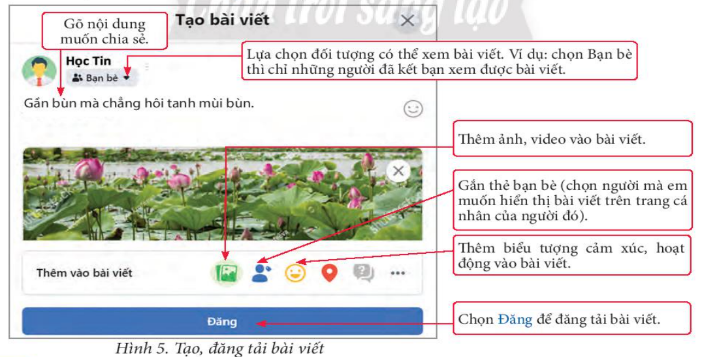 Chân trời sáng tạo
Gõ nội dung
muốn chia sẻ.
Tạo bài viết
Học Tin
Bạn bè
Lựa chọn đối tượng có thể xem bài viết. Ví dụ: chọn Bạn bè
thì chỉ những người đã kết bạn xem được bài viết.
Gần bùn mà chẳng hôi tanh mùi bùn.
Thêm ảnh, video vào bài viết.
Gắn thẻ bạn bè (chọn người mà em
muốn hiển thị bài viết trên trang cá
nhân của người đó).
Thêm biểu tượng cảm xúc, hoạt
động vào bài viết.
Thêm vào bài viết
Đăng
Chọn Đăng để đăng tải bài viết.
Hình 5. Tạo, đăng tải bài viết